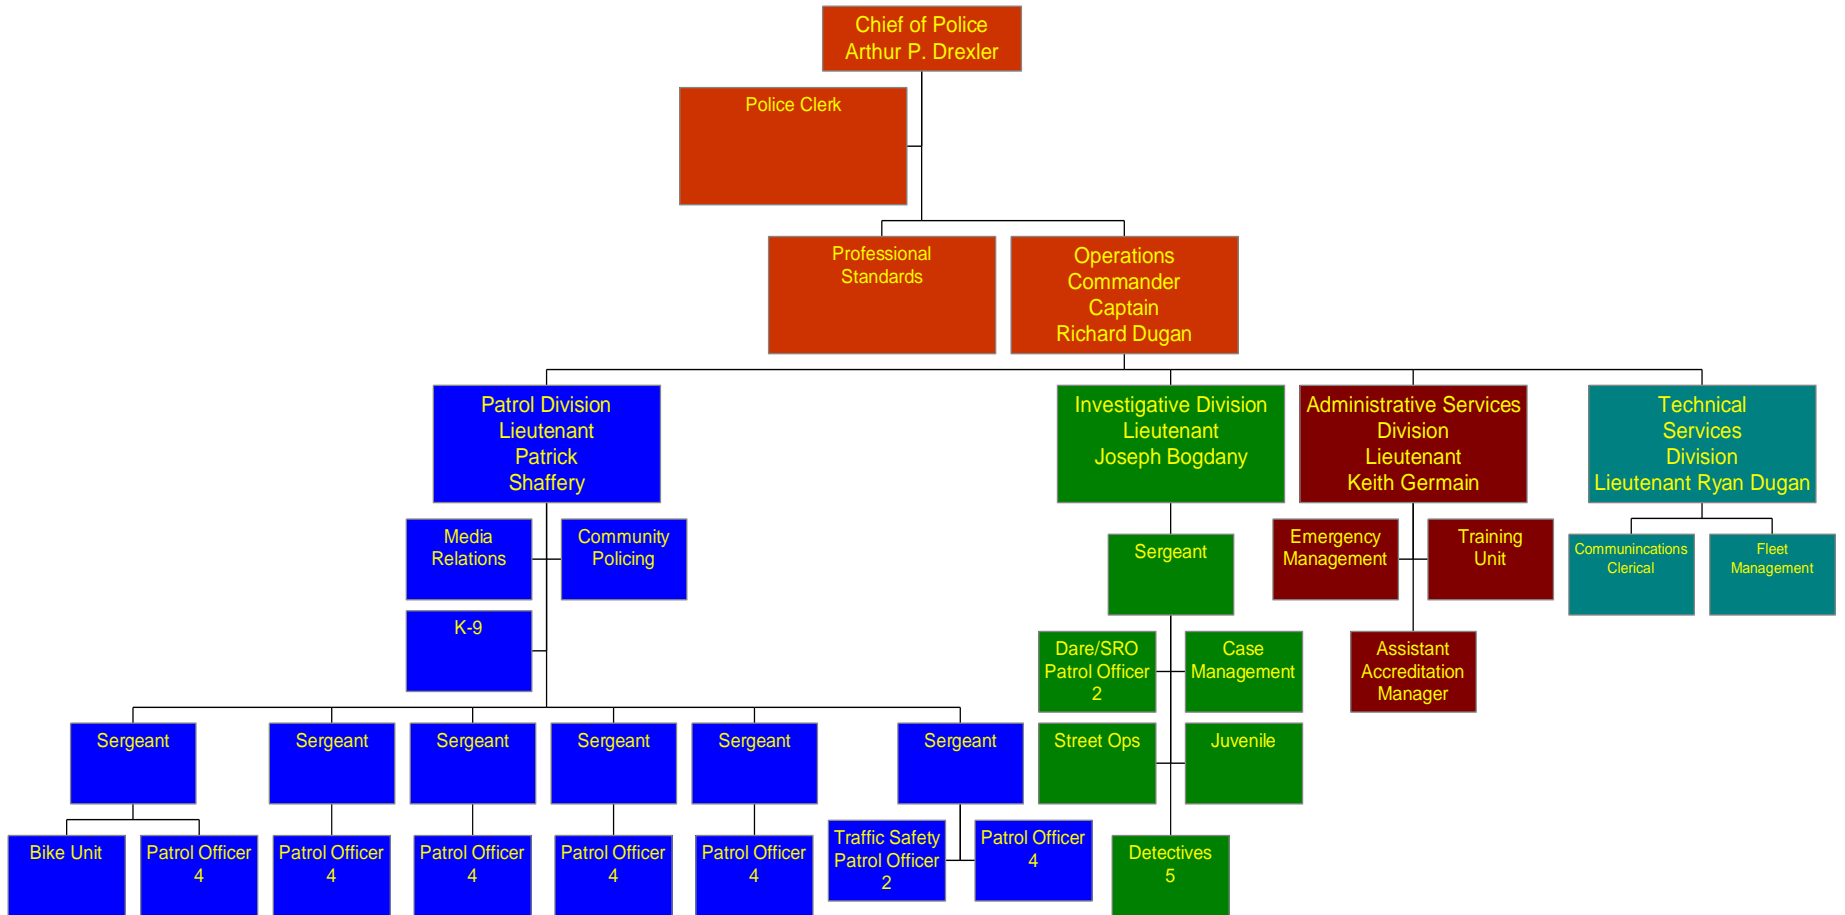 Chief of Police
Arthur P. Drexler
Police Clerk
Professional
Standards
Operations
Commander
Captain
Richard Dugan
Patrol Division
Lieutenant
Patrick
Shaffery
Investigative Division
Lieutenant
Joseph Bogdany
Administrative Services
Division
Lieutenant
Keith Germain
Technical
Services
Division
Lieutenant Ryan Dugan
Media
Relations
Community
Policing
K-9
Sergeant
Emergency
Management
Training
Unit
Communincations
Clerical
Fleet
Management
Dare/SRO
Patrol Officer
2
Case
Management
Assistant
Accreditation
Manager
Street Ops
Juvenile
Sergeant
Sergeant
Sergeant
Sergeant
Sergeant
Sergeant
Bike Unit
Patrol Officer
4
Patrol Officer
4
Patrol Officer
4
Patrol Officer
4
Patrol Officer
4
Traffic Safety
Patrol Officer
2
Patrol Officer
4
Detectives
5